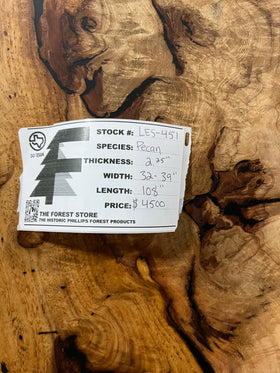 STOCK #: LES-451
SPECIES: Pecan
THICKNESS: 2.25"
WIDTH: 32-39"
LENGTH: 108"
PRICE: $4500
THE FOREST STORE
THE HISTORIC PHILLIPS FOREST PRODUCTS